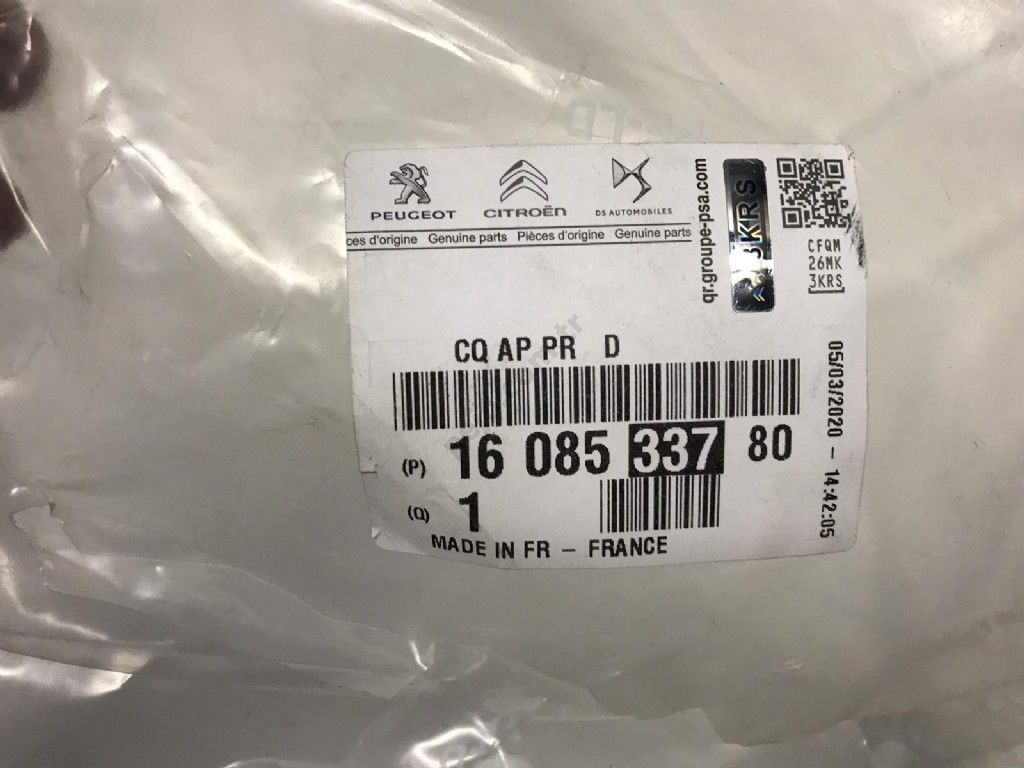 PEUGEOT CITROËN DS AUTOMOBILES
ces d'origine Genuine parts Pièces d'origine Genuine parts
qr.groupe-psa.com
3KRS
CFQM
26MK
3KRS
CQ AP PR D
(P) 16 085 337 80
(Q) 1
MADE IN FR - FRANCE
05/03/2020 - 14:42:05